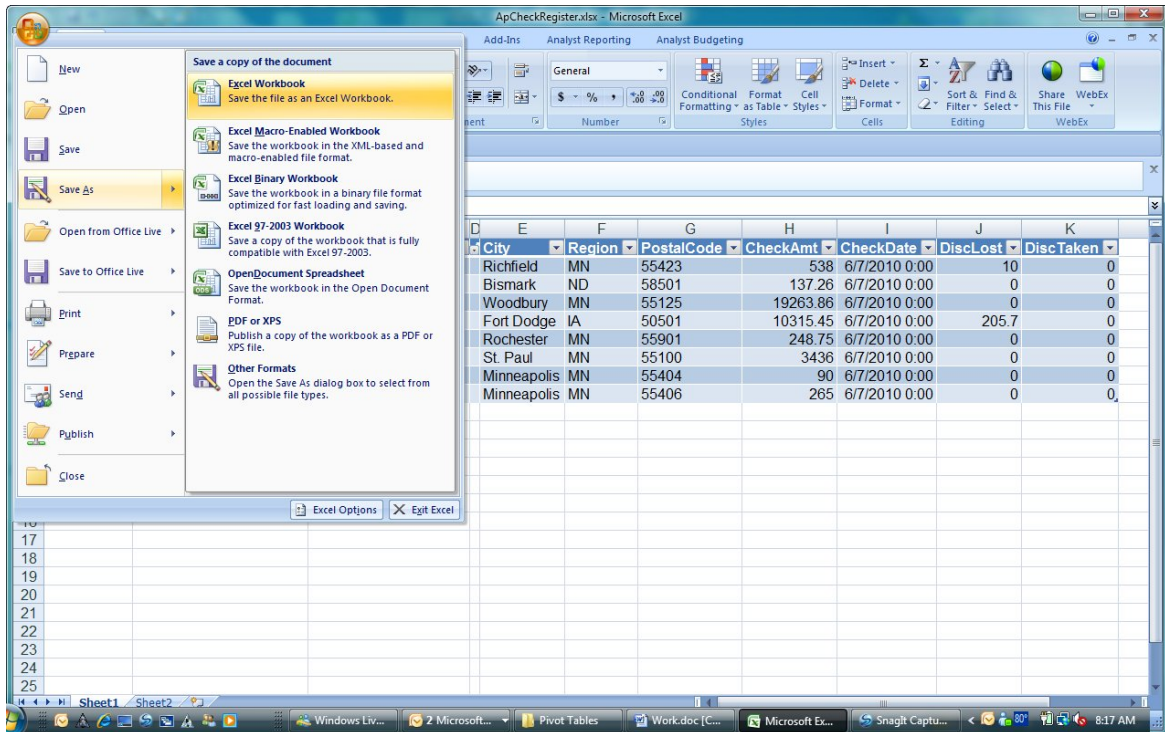 ApCheckRegister.xlsx - Microsoft Excel
Add-Ins Analyst Reporting Analyst Budgeting
General
$ % ,
Number
Conditional Formatting
Format as Table
Cell Styles
Styles
Insert
Delete
Format
Cells
Σ
Sort & Filter
Find & Select
Editing
Share This File
WebEx
WebEx
New
Open
Save
Save As
Open from Office Live
Save to Office Live
Print
Prepare
Send
Publish
Close
Save a copy of the document
Excel Workbook
Save the file as an Excel Workbook.
Excel Macro-Enabled Workbook
Save the workbook in the XML-based and
macro-enabled file format.
Excel Binary Workbook
Save the workbook in a binary file format
optimized for fast loading and saving.
Excel 97-2003 Workbook
Save a copy of the workbook that is fully
compatible with Excel 97-2003.
OpenDocument Spreadsheet
Save the workbook in the Open Document
Format.
PDF or XPS
Publish a copy of the workbook as a PDF or
XPS file.
Other Formats
Open the Save As dialog box to select from
all possible file types.
Excel Options Exit Excel
D E F G H I J K
City Region PostalCode CheckAmt CheckDate DiscLost DiscTaken
Richfield MN 55423 538 6/7/2010 0:00 10 0
Bismark ND 58501 137.26 6/7/2010 0:00 0 0
Woodbury MN 55125 19263.86 6/7/2010 0:00 0 0
Fort Dodge IA 50501 10315.45 6/7/2010 0:00 205.7 0
Rochester MN 55901 248.75 6/7/2010 0:00 0 0
St. Paul MN 55100 3436 6/7/2010 0:00 0 0
Minneapolis MN 55404 90 6/7/2010 0:00 0 0
Minneapolis MN 55406 265 6/7/2010 0:00 0 0
17
18
19
20
21
22
23
24
25
Sheet1 Sheet2
Windows Liv... 2 Microsoft... Pivot Tables Work.doc [C... Microsoft Ex... SnagIt Captu... 80° 8:17 AM